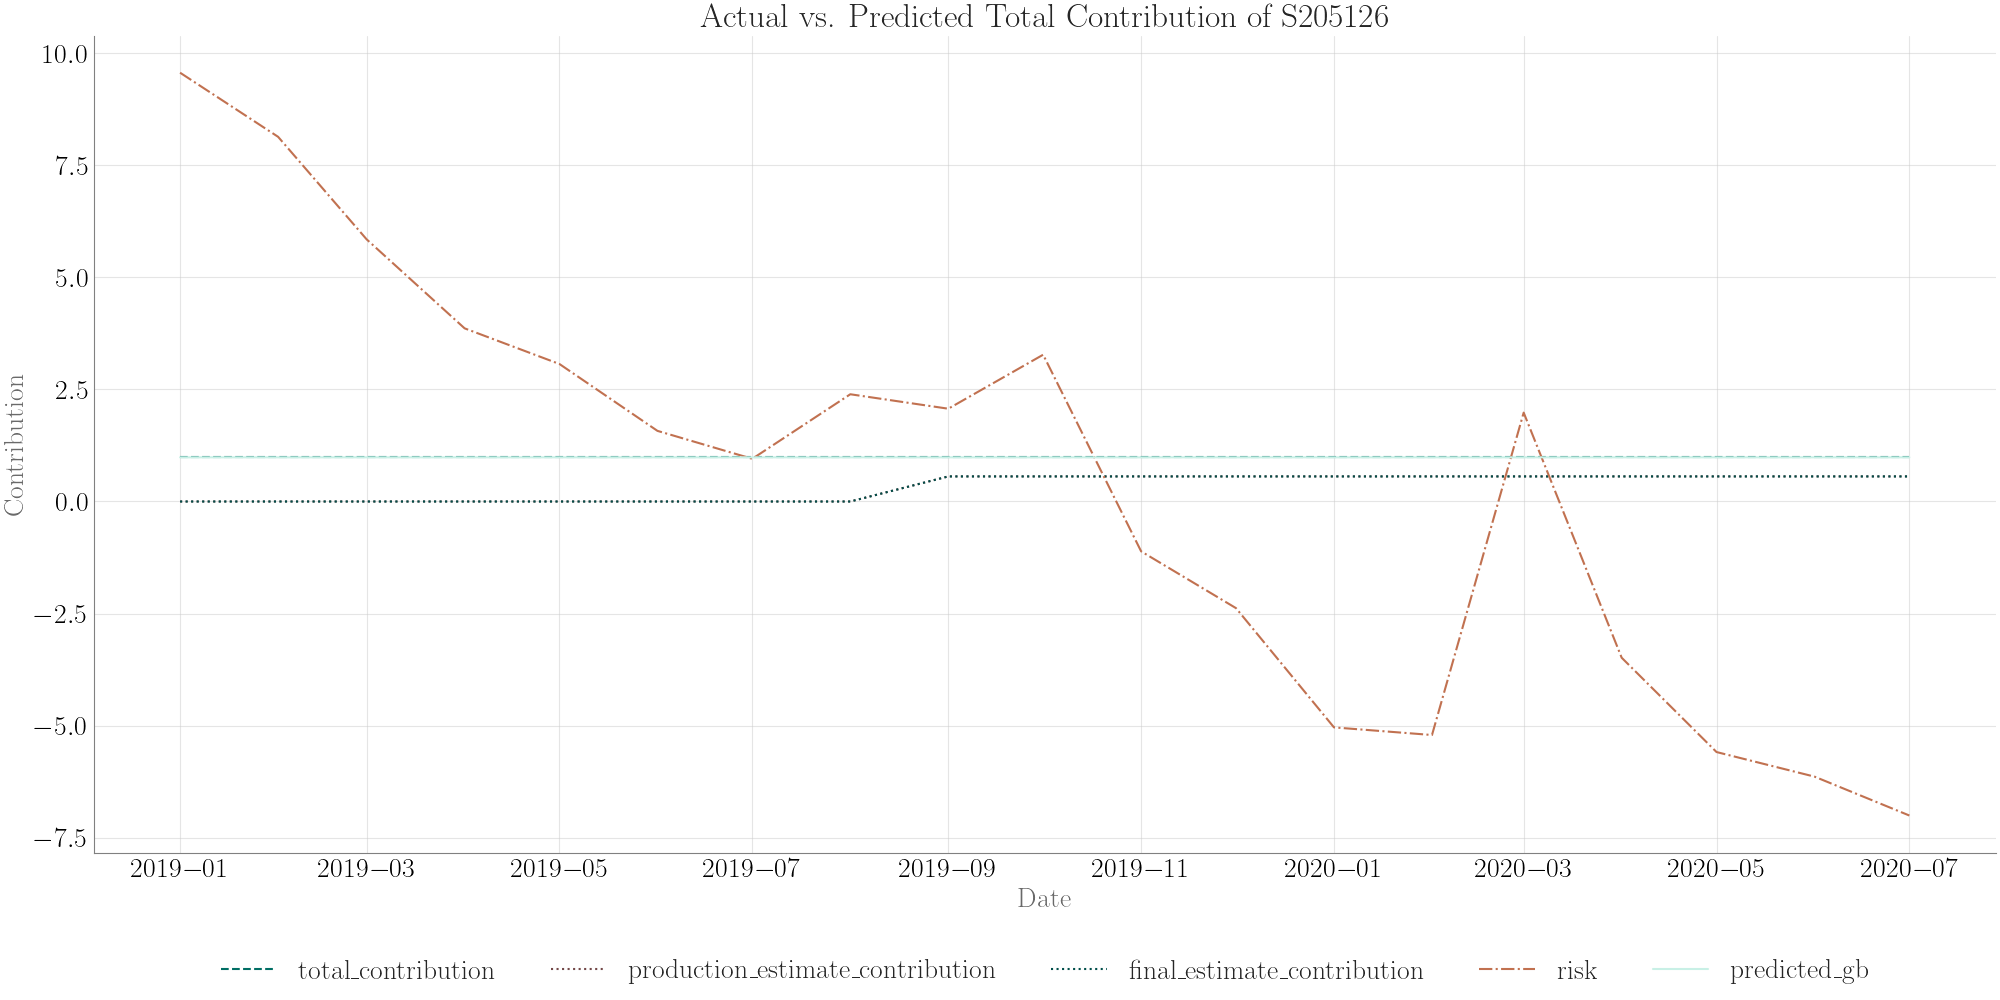 Actual vs. Predicted Total Contribution of S205126
10.0
7.5
5.0
2.5
0.0
−2.5
−5.0
−7.5
Contribution
2019−01 2019−03 2019−05 2019−07 2019−09 2019−11 2020−01 2020−03 2020−05 2020−07
Date
total_contribution production_estimate_contribution final_estimate_contribution risk predicted_gb